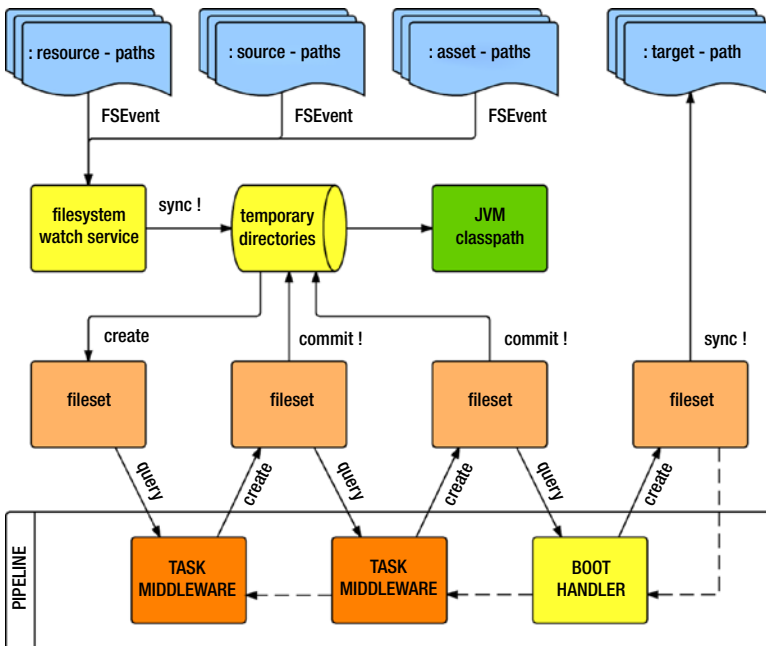 : resource - paths
: source - paths
: asset - paths
: target - path
FSEvent
FSEvent
FSEvent
filesystem
watch service
sync !
temporary
directories
JVM
classpath
create
commit !
commit !
sync !
fileset
fileset
fileset
fileset
query
create
query
create
query
create
PIPELINE
TASK
MIDDLEWARE
TASK
MIDDLEWARE
BOOT
HANDLER